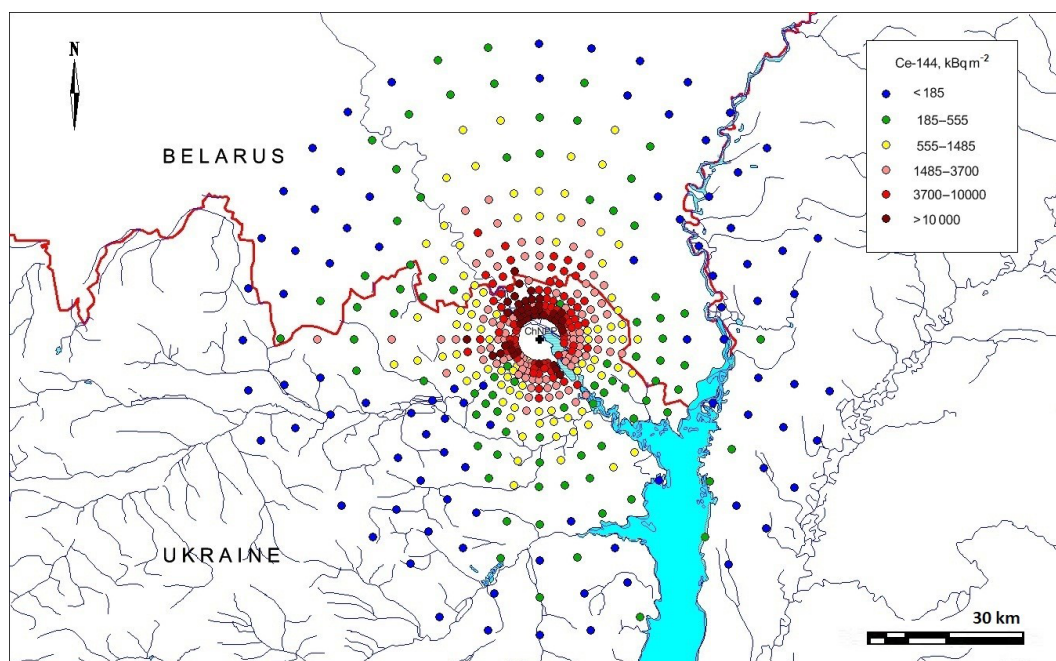 N
Ce-144, kBq m⁻²
< 185
185–555
555–1485
1485–3700
3700–10000
>10 000
BELARUS
ChNPP
UKRAINE
30 km